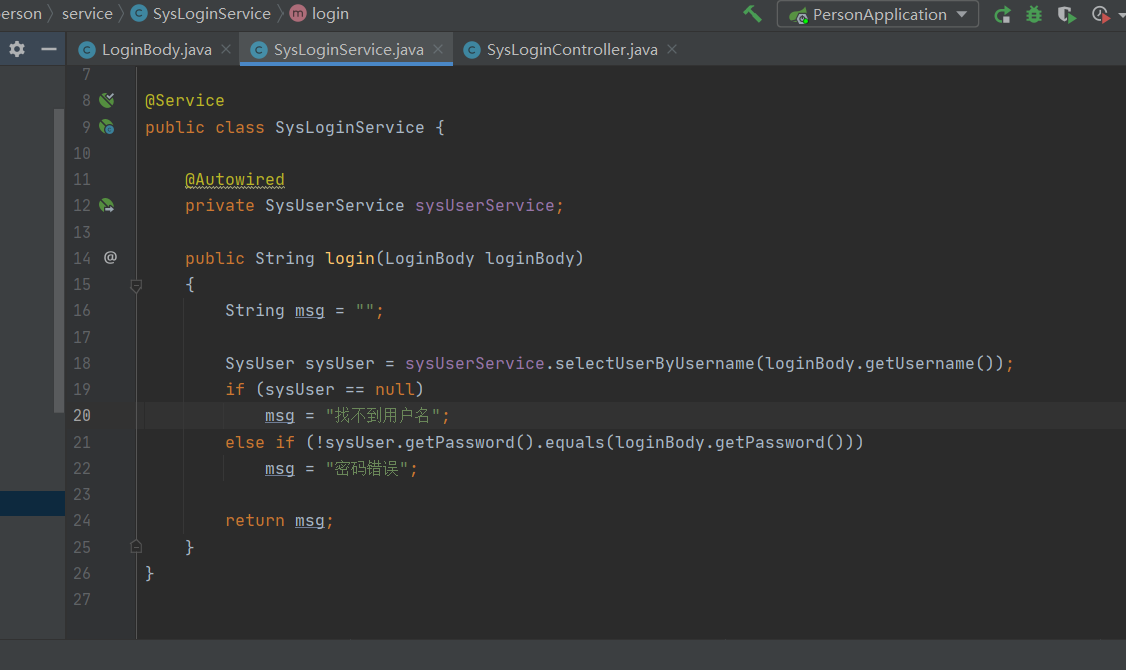 erson service SysLoginService login PersonApplication
LoginBody.java SysLoginService.java SysLoginController.java
7
8 @Service
9 public class SysLoginService {
10
11 @Autowired
12 private SysUserService sysUserService;
13
14 public String login(LoginBody loginBody)
15 {
16 String msg = "";
17
18 SysUser sysUser = sysUserService.selectUserByUsername(loginBody.getUsername());
19 if (sysUser == null)
20 msg = "找不到用户名";
21 else if (!sysUser.getPassword().equals(loginBody.getPassword()))
22 msg = "密码错误";
23
24 return msg;
25 }
26 }
27